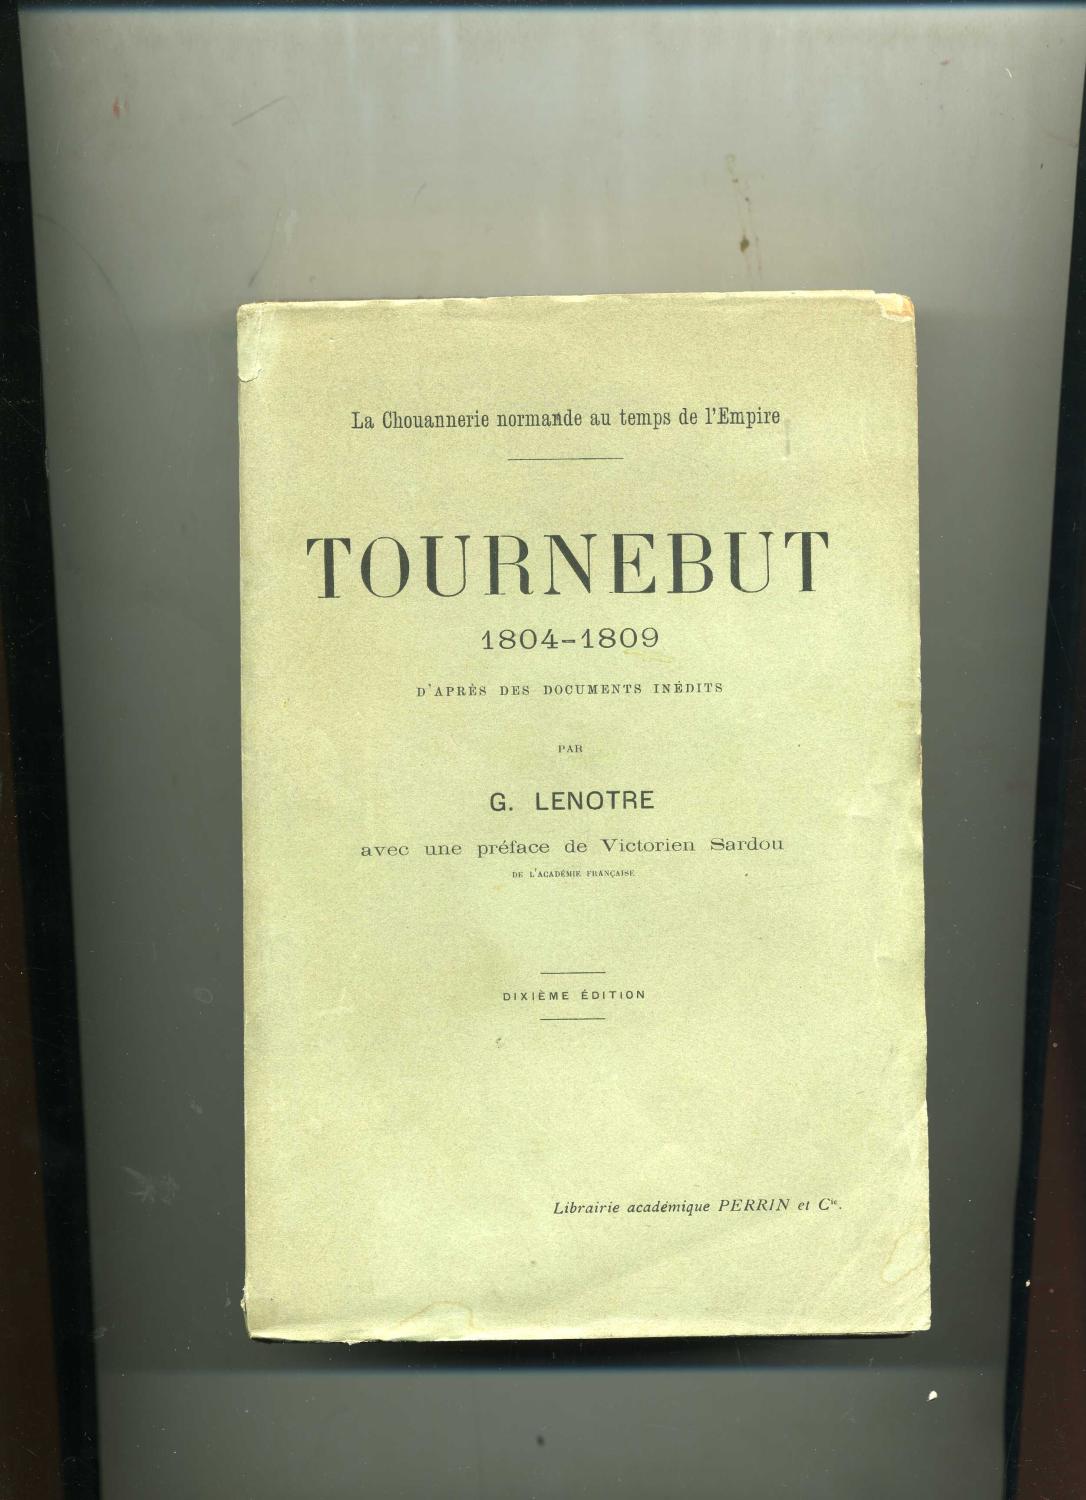 La Chouannerie normande au temps de l'Empire
TOURNEBUT
1804-1809
D'APRÈS DES DOCUMENTS INÉDITS
PAR
G. LENOTRE
avec une préface de Victorien Sardou
DE L'ACADÉMIE FRANÇAISE
DIXIÈME ÉDITION
Librairie académique PERRIN et Cie.